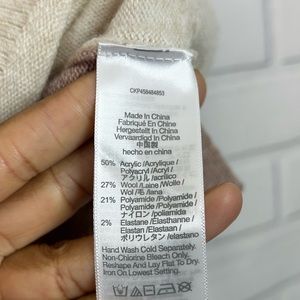 CKP458484853
Made In China
Fabriqué En Chine
Hergestellt In China
Vervaardigd In China
中国製
hecho en china
50% Acrylic/Acrylique/
Polyacryl/Acryl/
アクリル/acrílico
27% Wool/Laine/Wolle/
Wol/毛/lana
21% Polyamide/Polyamide/
Polyamide/Polyamide/
ナイロン/poliamida
2% Elastane/Elasthanne/
Elastan/Elastaan/
ポリウレタン/elastano
Hand Wash Cold Separately.
Non-Chlorine Bleach Only.
Reshape And Lay Flat To Dry.
Iron On Lowest Setting.